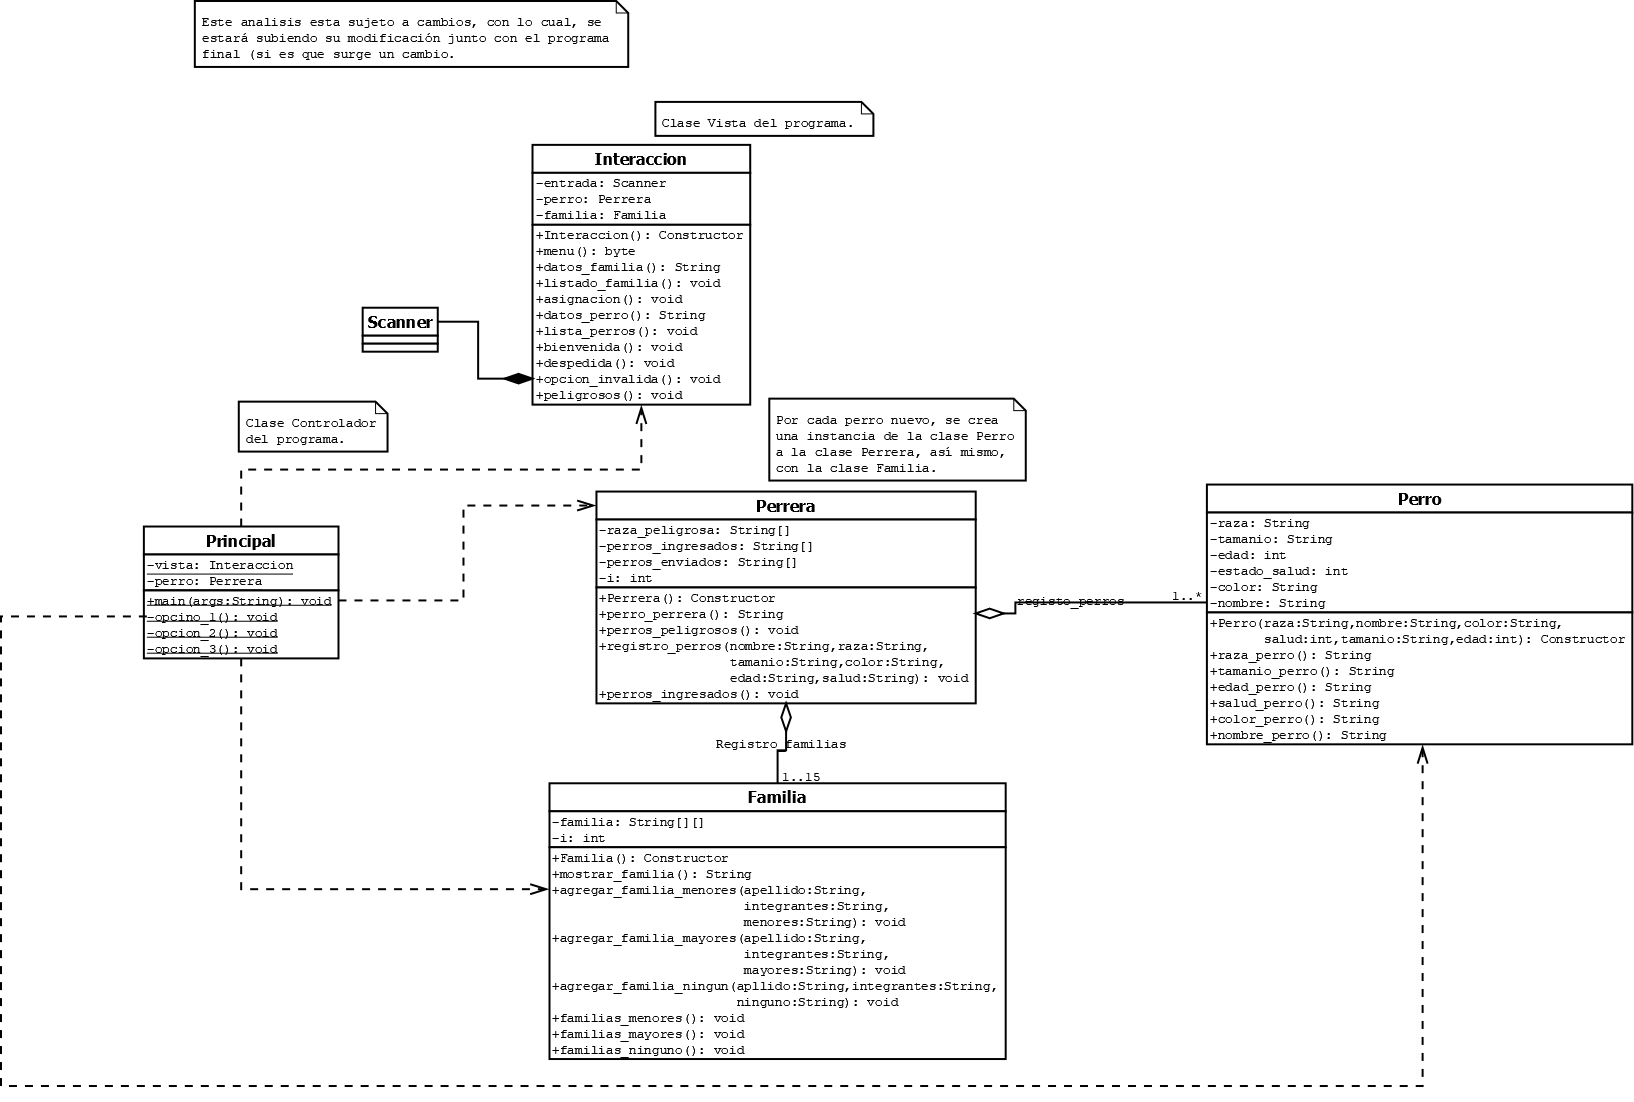 Este analisis esta sujeto a cambios, con lo cual, se
estará subiendo su modificación junto con el programa
final (si es que surge un cambio.
Clase Vista del programa.
Interaccion
-entrada: Scanner
-perro: Perrera
-familia: Familia
+Interaccion(): Constructor
+menu(): byte
+datos_familia(): String
+listado_familia(): void
+asignacion(): void
+datos_perro(): String
+lista_perros(): void
+bienvenida(): void
+despedida(): void
+opcion_invalida(): void
+peligrosos(): void
Scanner
Clase Controlador
del programa.
Por cada perro nuevo, se crea
una instancia de la clase Perro
a la clase Perrera, así mismo,
con la clase Familia.
Principal
-vista: Interaccion
-perro: Perrera
+main(args:String): void
-opcino_1(): void
-opcion_2(): void
-opcion_3(): void
Perrera
-raza_peligrosa: String[]
-perros_ingresados: String[]
-perros_enviados: String[]
-i: int
+Perrera(): Constructor
+perro_perrera(): String
+perros_peligrosos(): void
+registro_perros(nombre:String,raza:String,
tamanio:String,color:String,
edad:String,salud:String): void
+perros_ingresados(): void
registo_perros
1..*
Perro
-raza: String
-tamanio: String
-edad: int
-estado_salud: int
-color: String
-nombre: String
+Perro(raza:String,nombre:String,color:String,
salud:int,tamanio:String,edad:int): Constructor
+raza_perro(): String
+tamanio_perro(): String
+edad_perro(): String
+salud_perro(): String
+color_perro(): String
+nombre_perro(): String
Registro_familias
1..15
Familia
-familia: String[][]
-i: int
+Familia(): Constructor
+mostrar_familia(): String
+agregar_familia_menores(apellido:String,
integrantes:String,
menores:String): void
+agregar_familia_mayores(apellido:String,
integrantes:String,
mayores:String): void
+agregar_familia_ningun(apllido:String,integrantes:String,
ninguno:String): void
+familias_menores(): void
+familias_mayores(): void
+familias_ninguno(): void